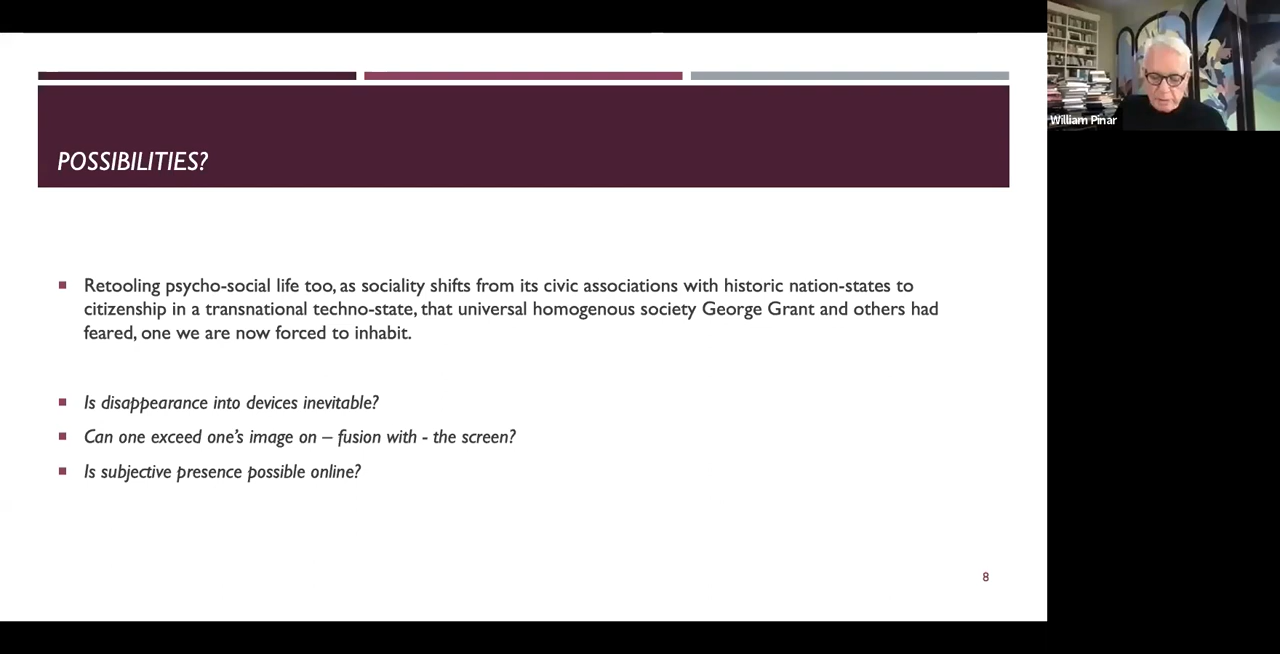 POSSIBILITIES?
Retooling psycho-social life too, as sociality shifts from its civic associations with historic nation-states to
citizenship in a transnational techno-state, that universal homogenous society George Grant and others had
feared, one we are now forced to inhabit.
Is disappearance into devices inevitable?
Can one exceed one's image on – fusion with - the screen?
Is subjective presence possible online?
8
William Pinar